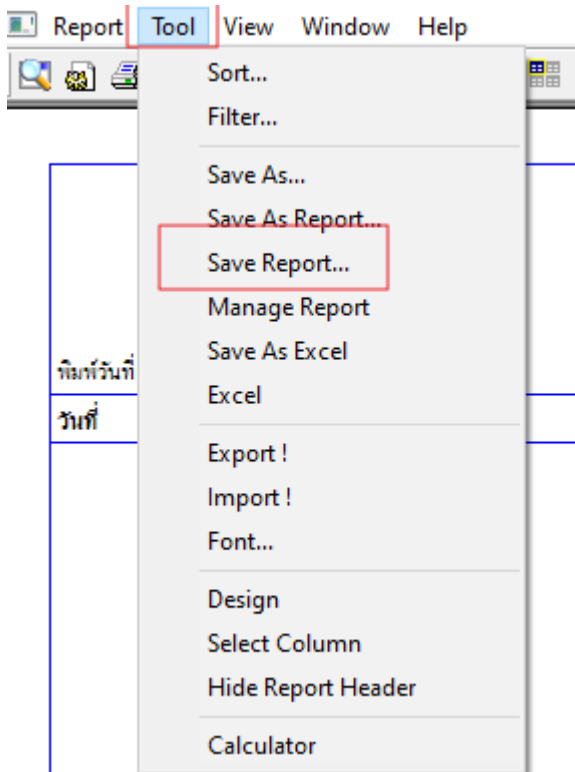 Report Tool View Window Help
Sort...
Filter...
Save As...
Save As Report...
Save Report...
Manage Report
พิมพ์วันที่
Save As Excel
Excel
วันที่
Export !
Import !
Font...
Design
Select Column
Hide Report Header
Calculator